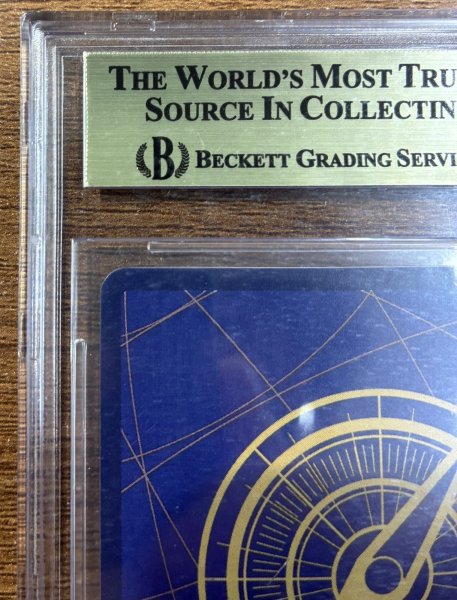 THE WORLD'S MOST TRU
SOURCE IN COLLECTIN
B BECKETT GRADING SERVI